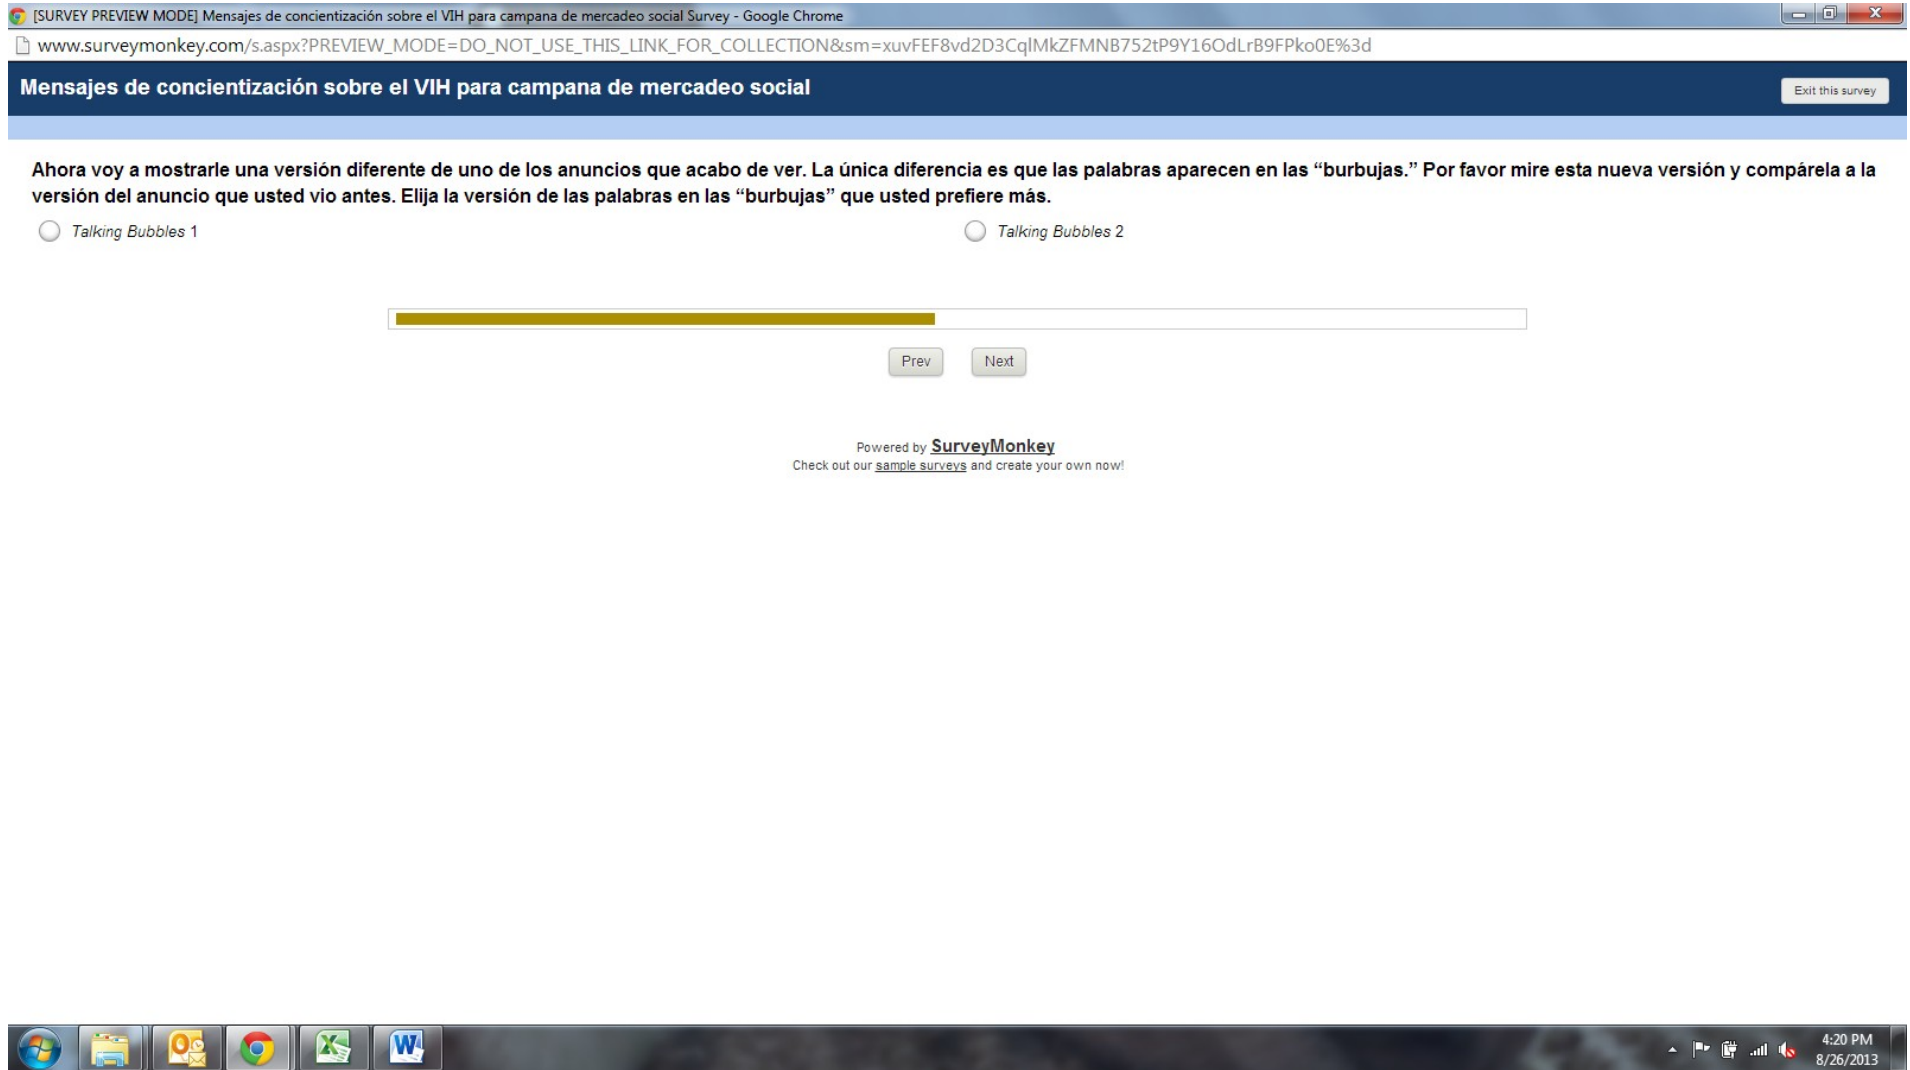 [SURVEY PREVIEW MODE] Mensajes de concientización sobre el VIH para campana de mercadeo social Survey - Google Chrome
www.surveymonkey.com/s.aspx?PREVIEW_MODE=DO_NOT_USE_THIS_LINK_FOR_COLLECTION&sm=xuvFEF8vd2D3CqlMkZFMNB752tP9Y16OdLrB9FPko0E%3d
Mensajes de concientización sobre el VIH para campana de mercadeo social
Exit this survey
Ahora voy a mostrarle una versión diferente de uno de los anuncios que acabo de ver. La única diferencia es que las palabras aparecen en las “burbujas.” Por favor mire esta nueva versión y compárela a la
versión del anuncio que usted vio antes. Elija la versión de las palabras en las “burbujas” que usted prefiere más.
Talking Bubbles 1
Talking Bubbles 2
Prev Next
Powered by SurveyMonkey
Check out our sample surveys and create your own now!
4:20 PM
8/26/2013